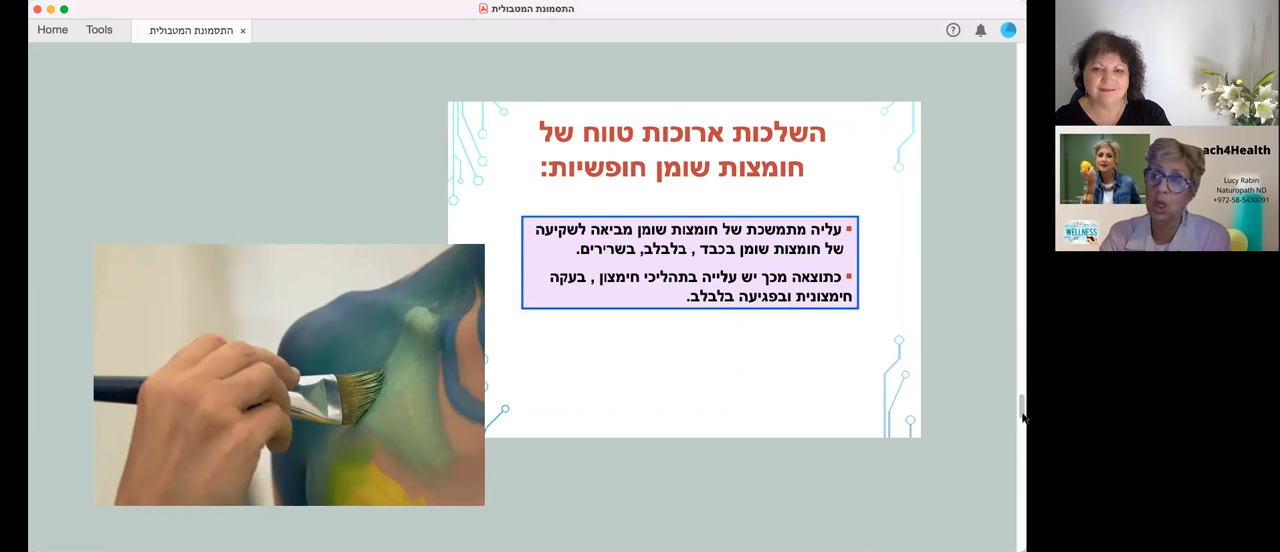 התסמונת המטבולית
Home
Tools
התסמונת המטבולית ×
?
השלכות ארוכות טווח של
חומצות שומן חופשיות:
▪ עליה מתמשכת של חומצות שומן מביאה לשקיעה
של חומצות שומן בכבד , בלבלב, בשרירים.
▪ כתוצאה מכך יש עלייה בתהליכי חימצון , בעקה
חימצונית ובפגיעה בלבלב.
ach4Health
Lucy Rabin
Naturopath ND
+972-58-5430091
WELLNESS